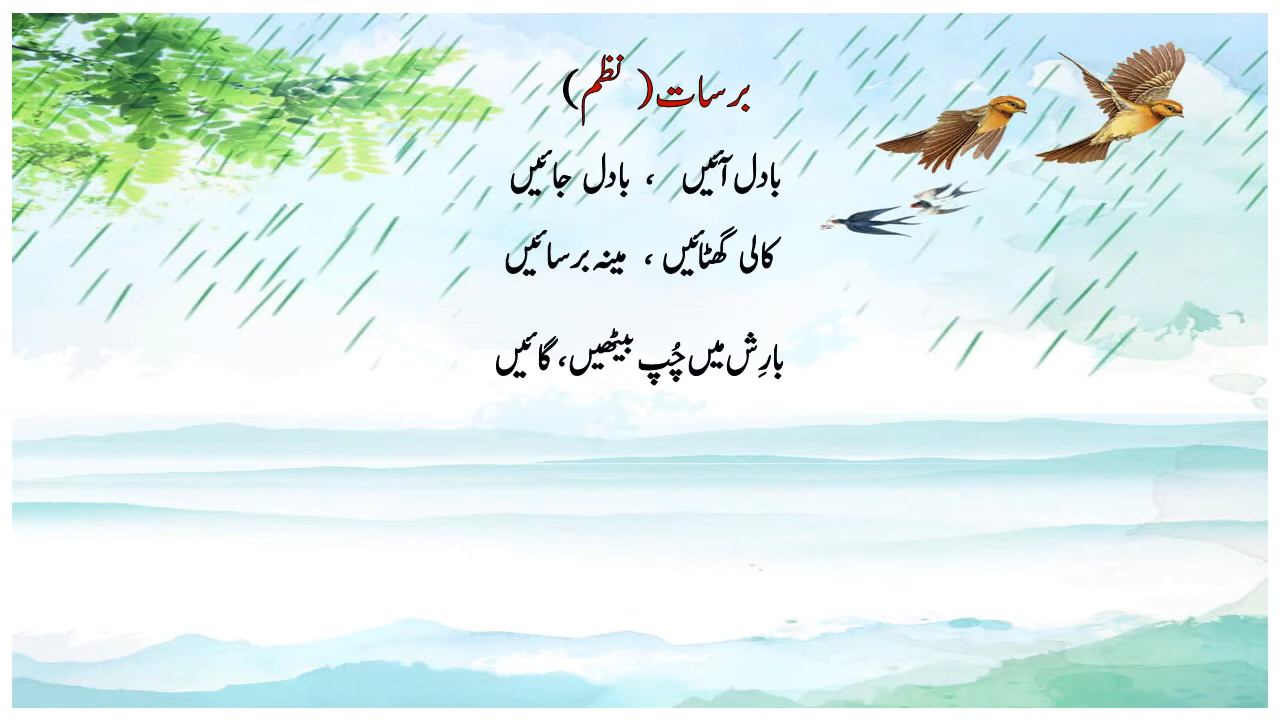 برسات( نظم)
بادل آئیں ، بادل جائیں
کالی گھٹائیں ، مینہ برسائیں
بارِش میں چُپ بیٹھیں، گائیں